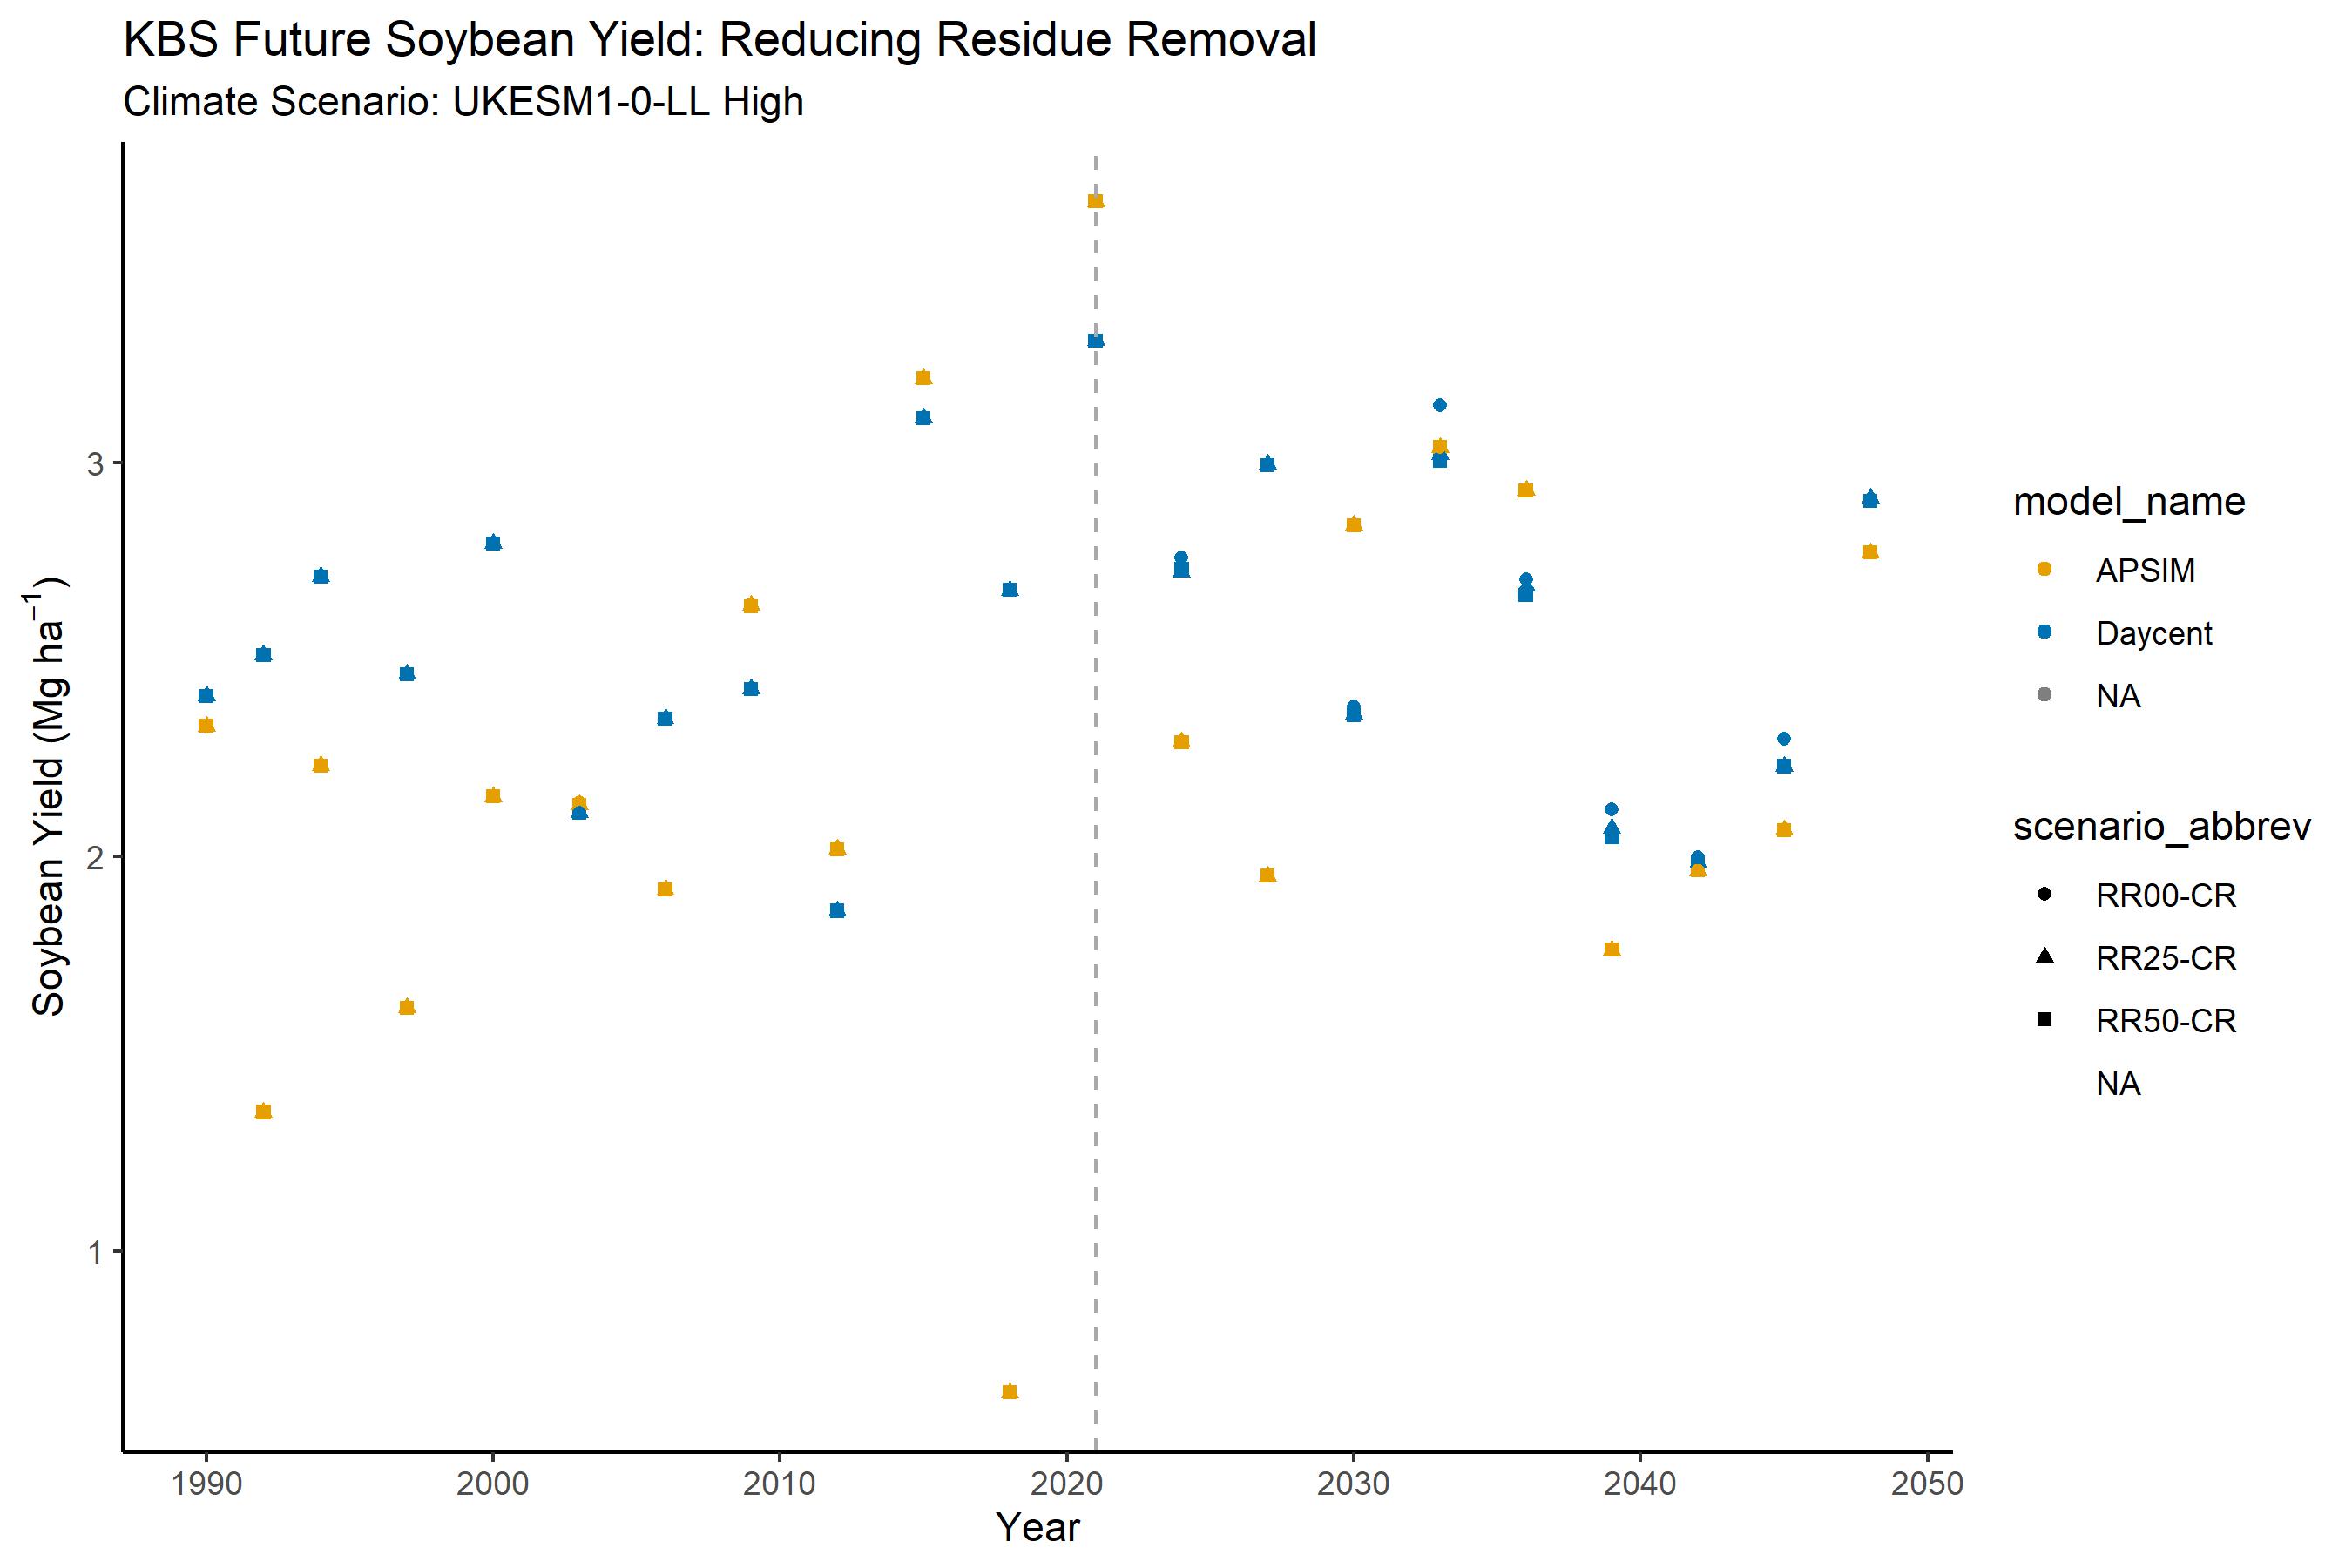 KBS Future Soybean Yield: Reducing Residue Removal
Climate Scenario: UKESM1-0-LL High
Soybean Yield (Mg ha⁻¹)
3
2
1
1990 2000 2010 2020 2030 2040 2050
Year
model_name
APSIM
Daycent
NA
scenario_abbrev
RR00-CR
RR25-CR
RR50-CR
NA